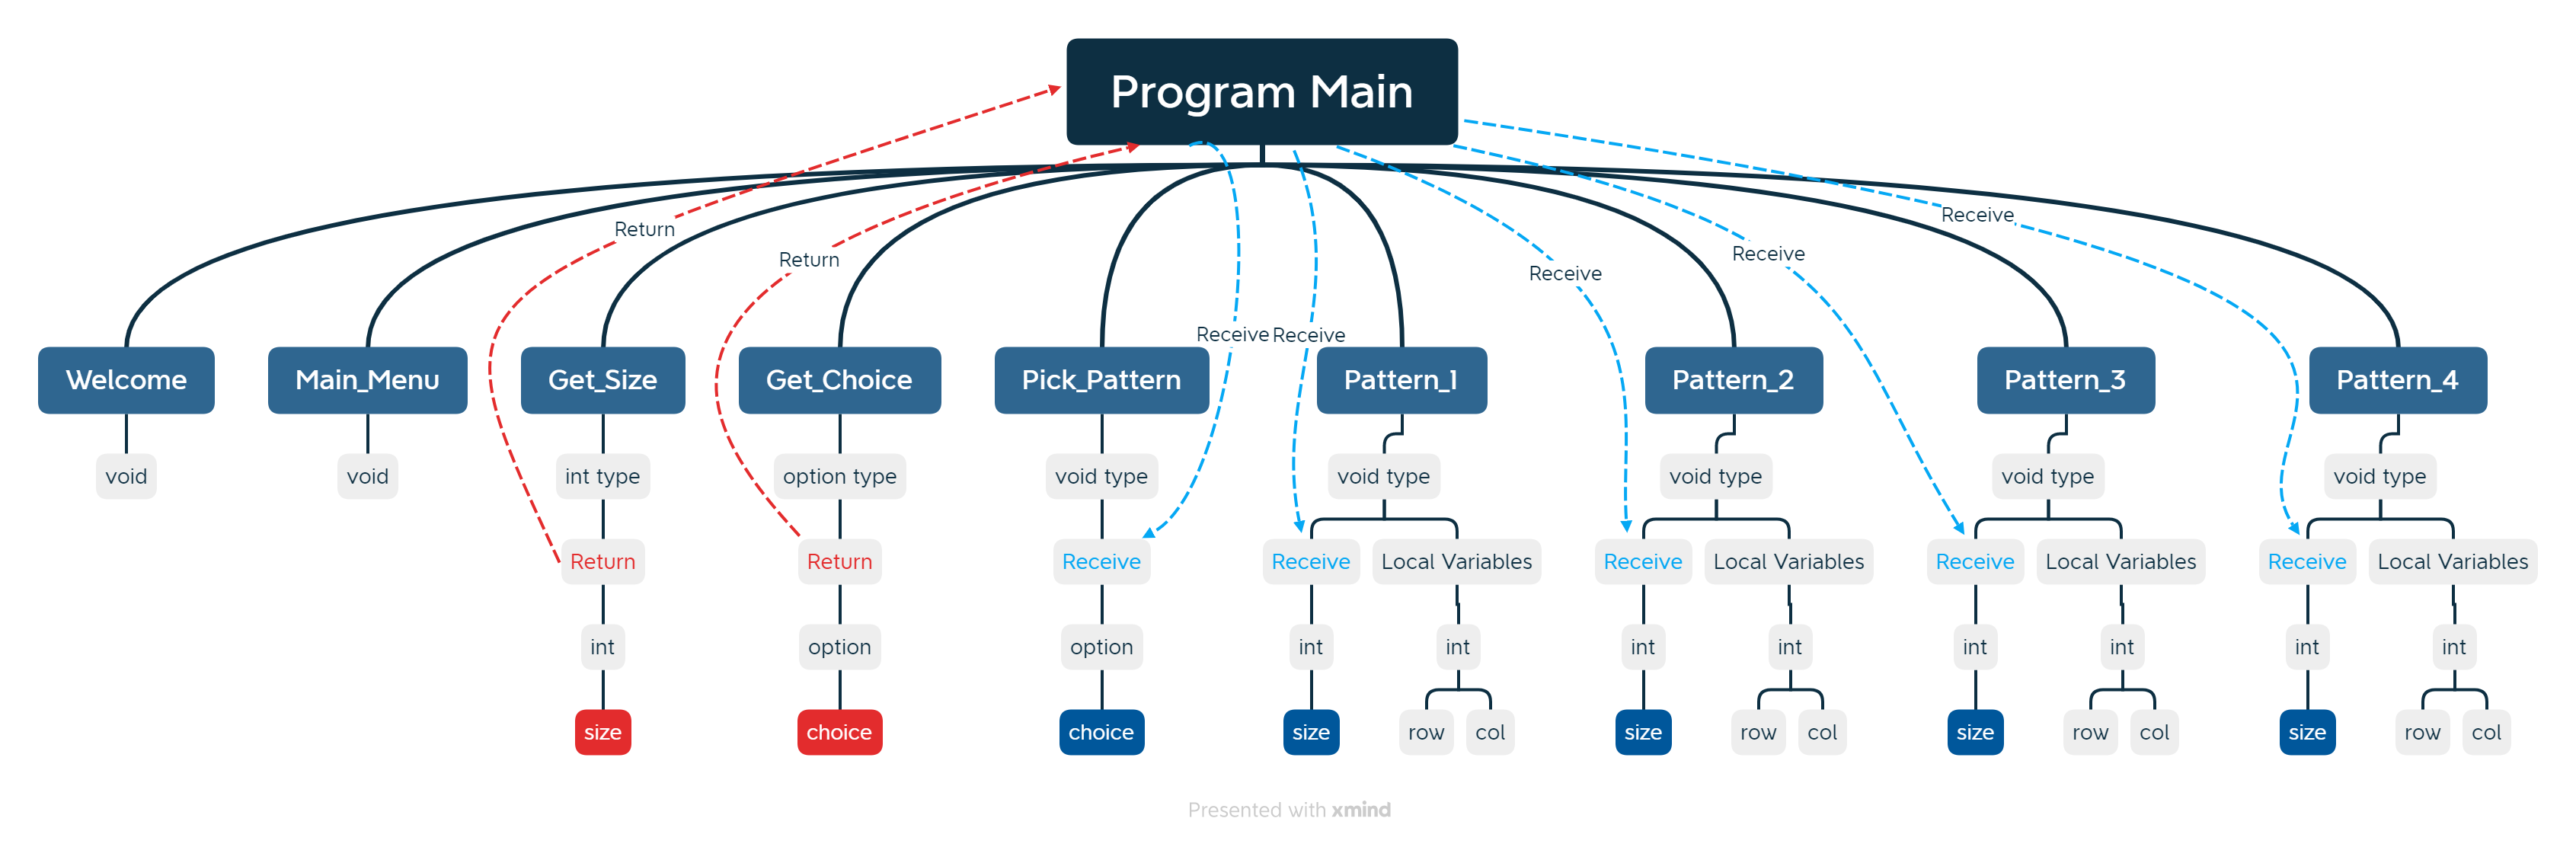 Program Main
Return
Return
Receive
Receive
Receive
Receive
Receive
Welcome
Main_Menu
Get_Size
Get_Choice
Pick_Pattern
Pattern_1
Pattern_2
Pattern_3
Pattern_4
void
void
int type
option type
void type
void type
void type
void type
void type
Return
Return
Receive
Receive
Local Variables
Receive
Local Variables
Receive
Local Variables
Receive
Local Variables
int
option
option
int
int
int
int
int
int
int
int
size
choice
choice
size
row
col
size
row
col
size
row
col
size
row
col
Presented with xmind